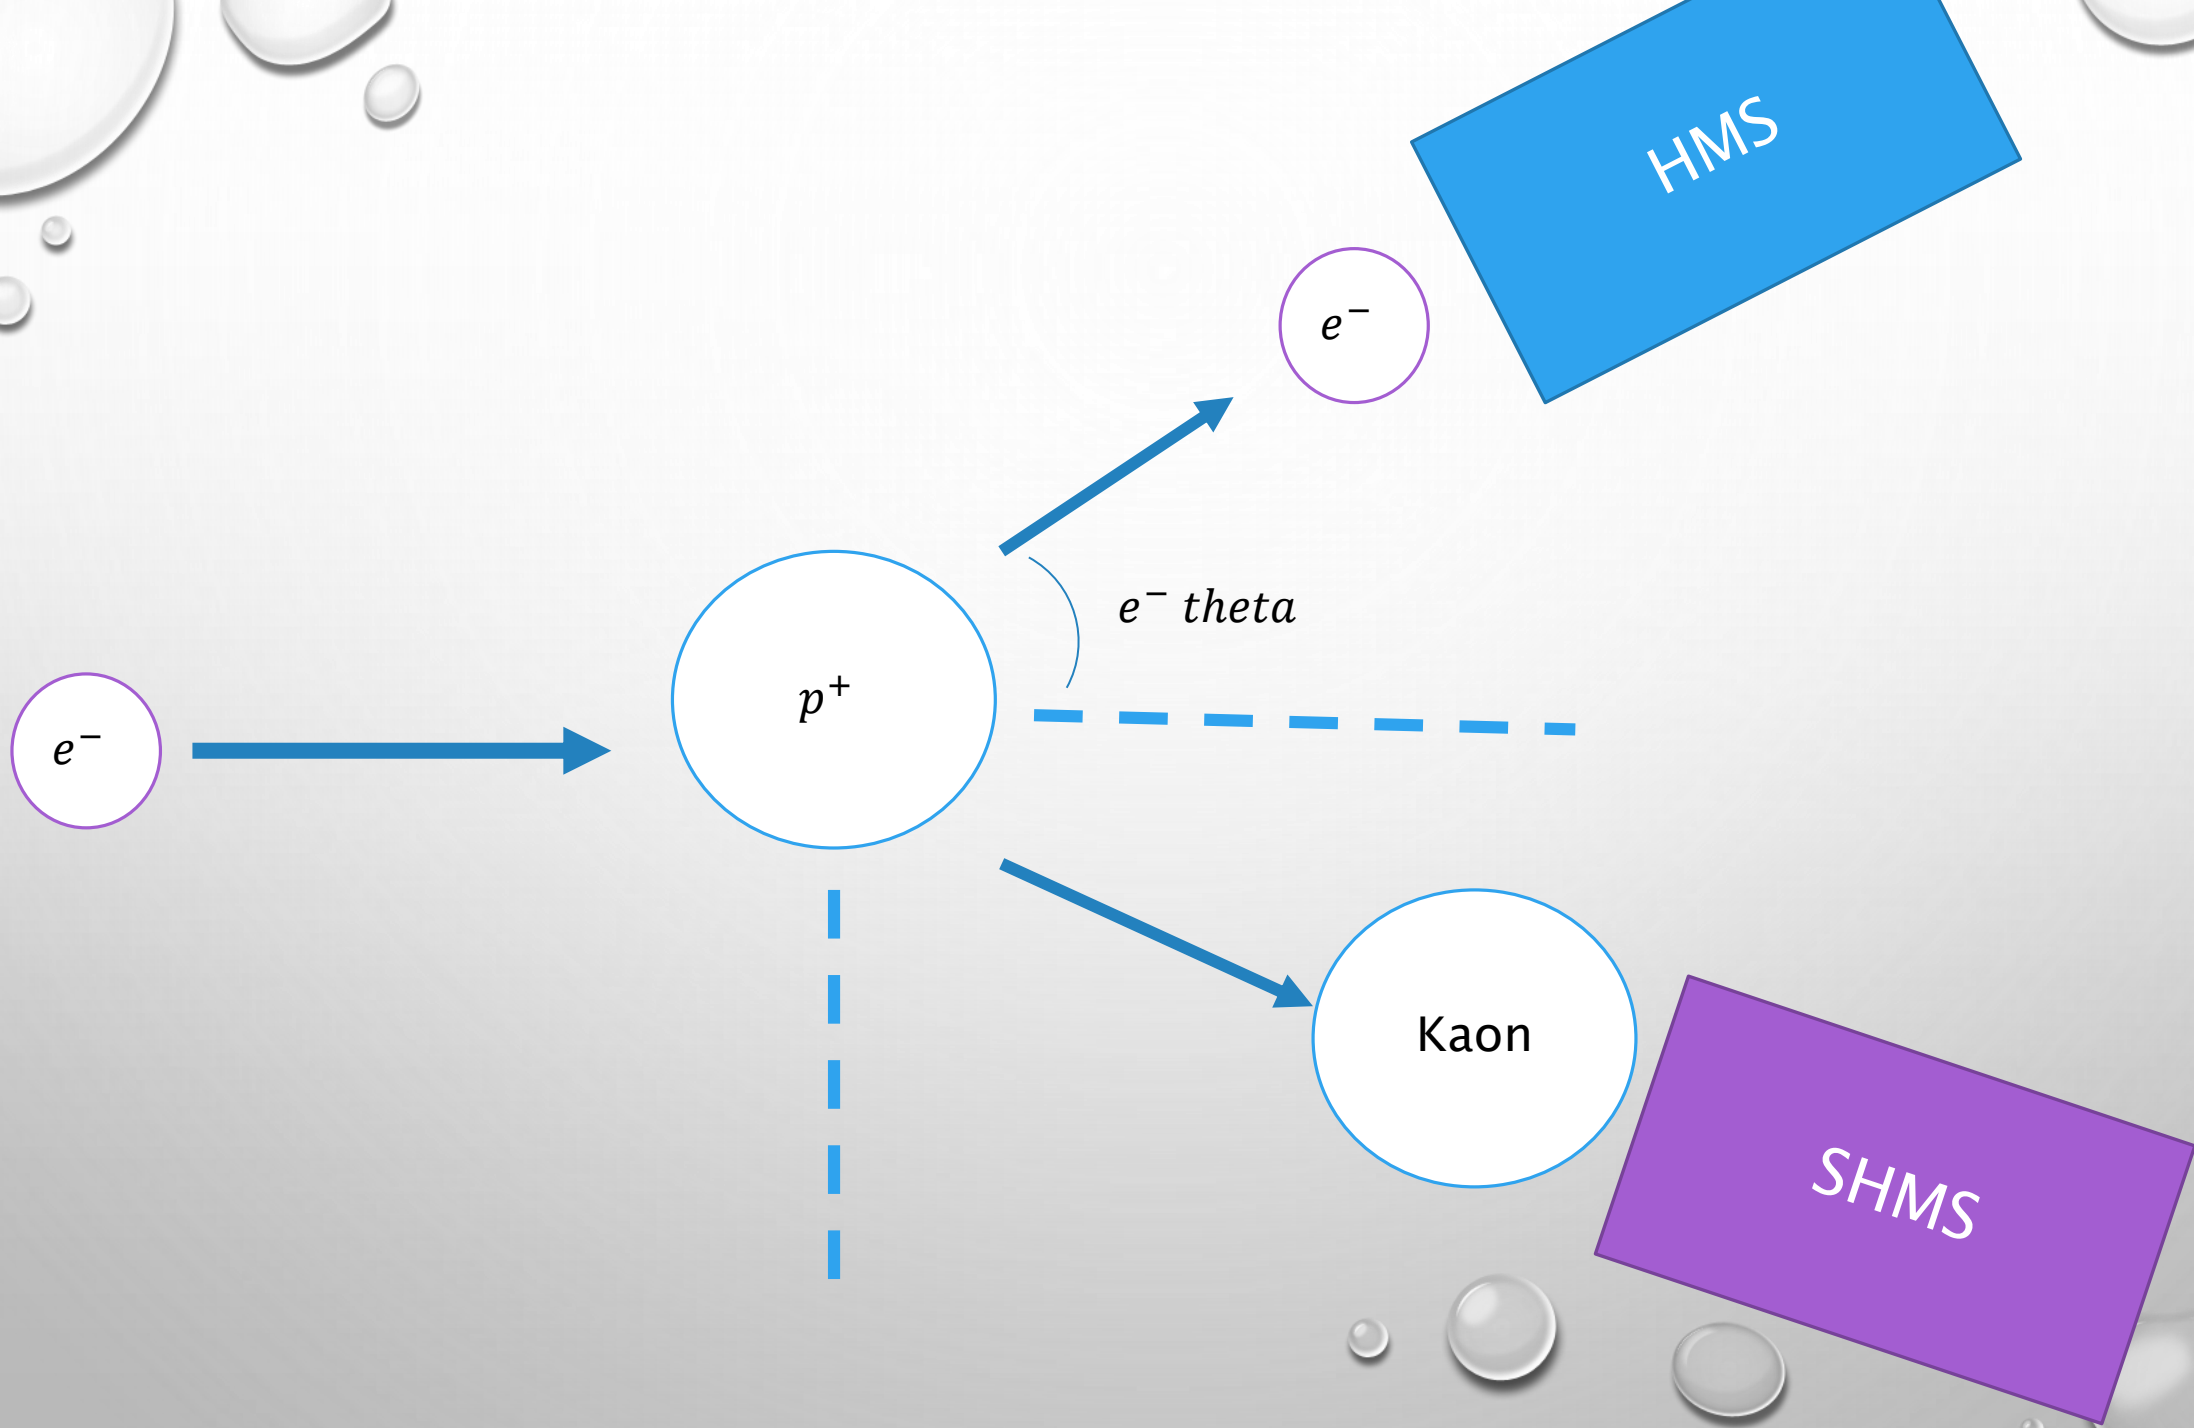 HMS
e⁻
e⁻ theta
p⁺
e⁻
Kaon
SHMS